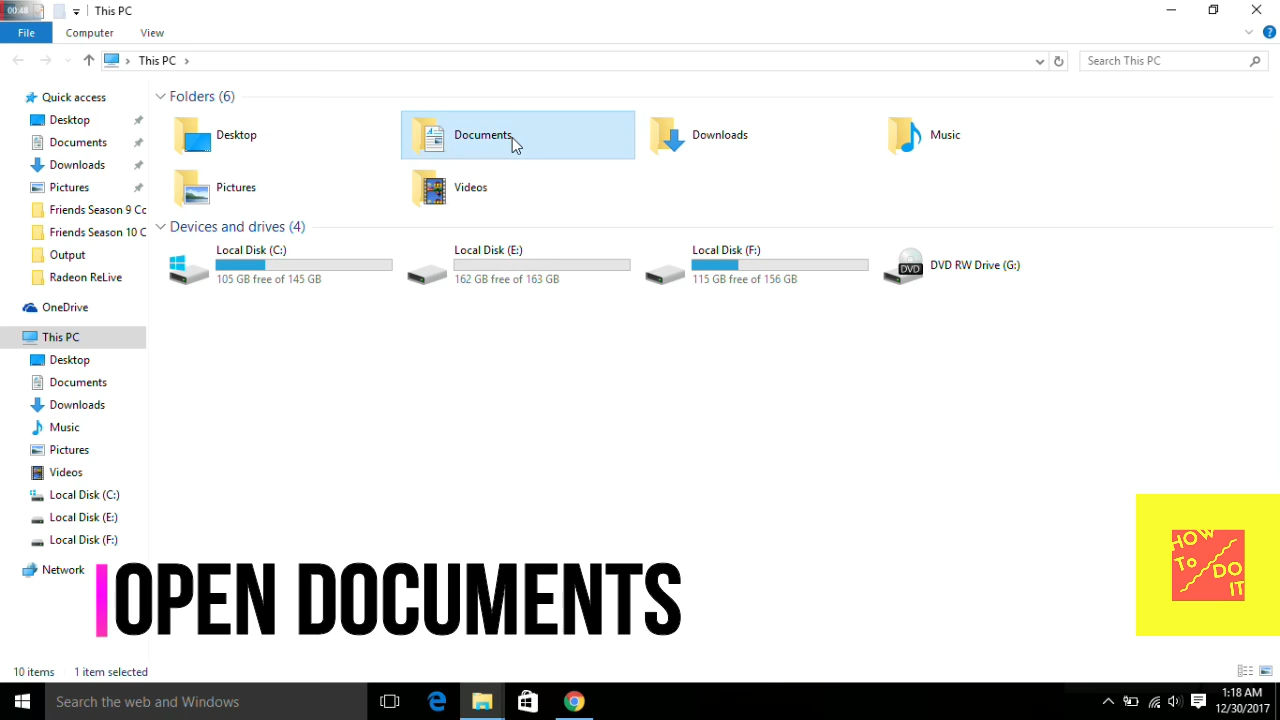 00:48
This PC
File
Computer
View
This PC
Search This PC
Quick access
Desktop
Documents
Downloads
Pictures
Friends Season 9 Co
Friends Season 10 C
Output
Radeon ReLive
OneDrive
This PC
Desktop
Documents
Downloads
Music
Pictures
Videos
Local Disk (C:)
Local Disk (E:)
Local Disk (F:)
Network
Folders (6)
Desktop
Documents
Downloads
Music
Pictures
Videos
Devices and drives (4)
Local Disk (C:)
105 GB free of 145 GB
Local Disk (E:)
162 GB free of 163 GB
Local Disk (F:)
115 GB free of 156 GB
DVD
DVD RW Drive (G:)
OPEN DOCUMENTS
HOW
To
DO
IT
10 items
1 item selected
Search the web and Windows
1:18 AM
12/30/2017